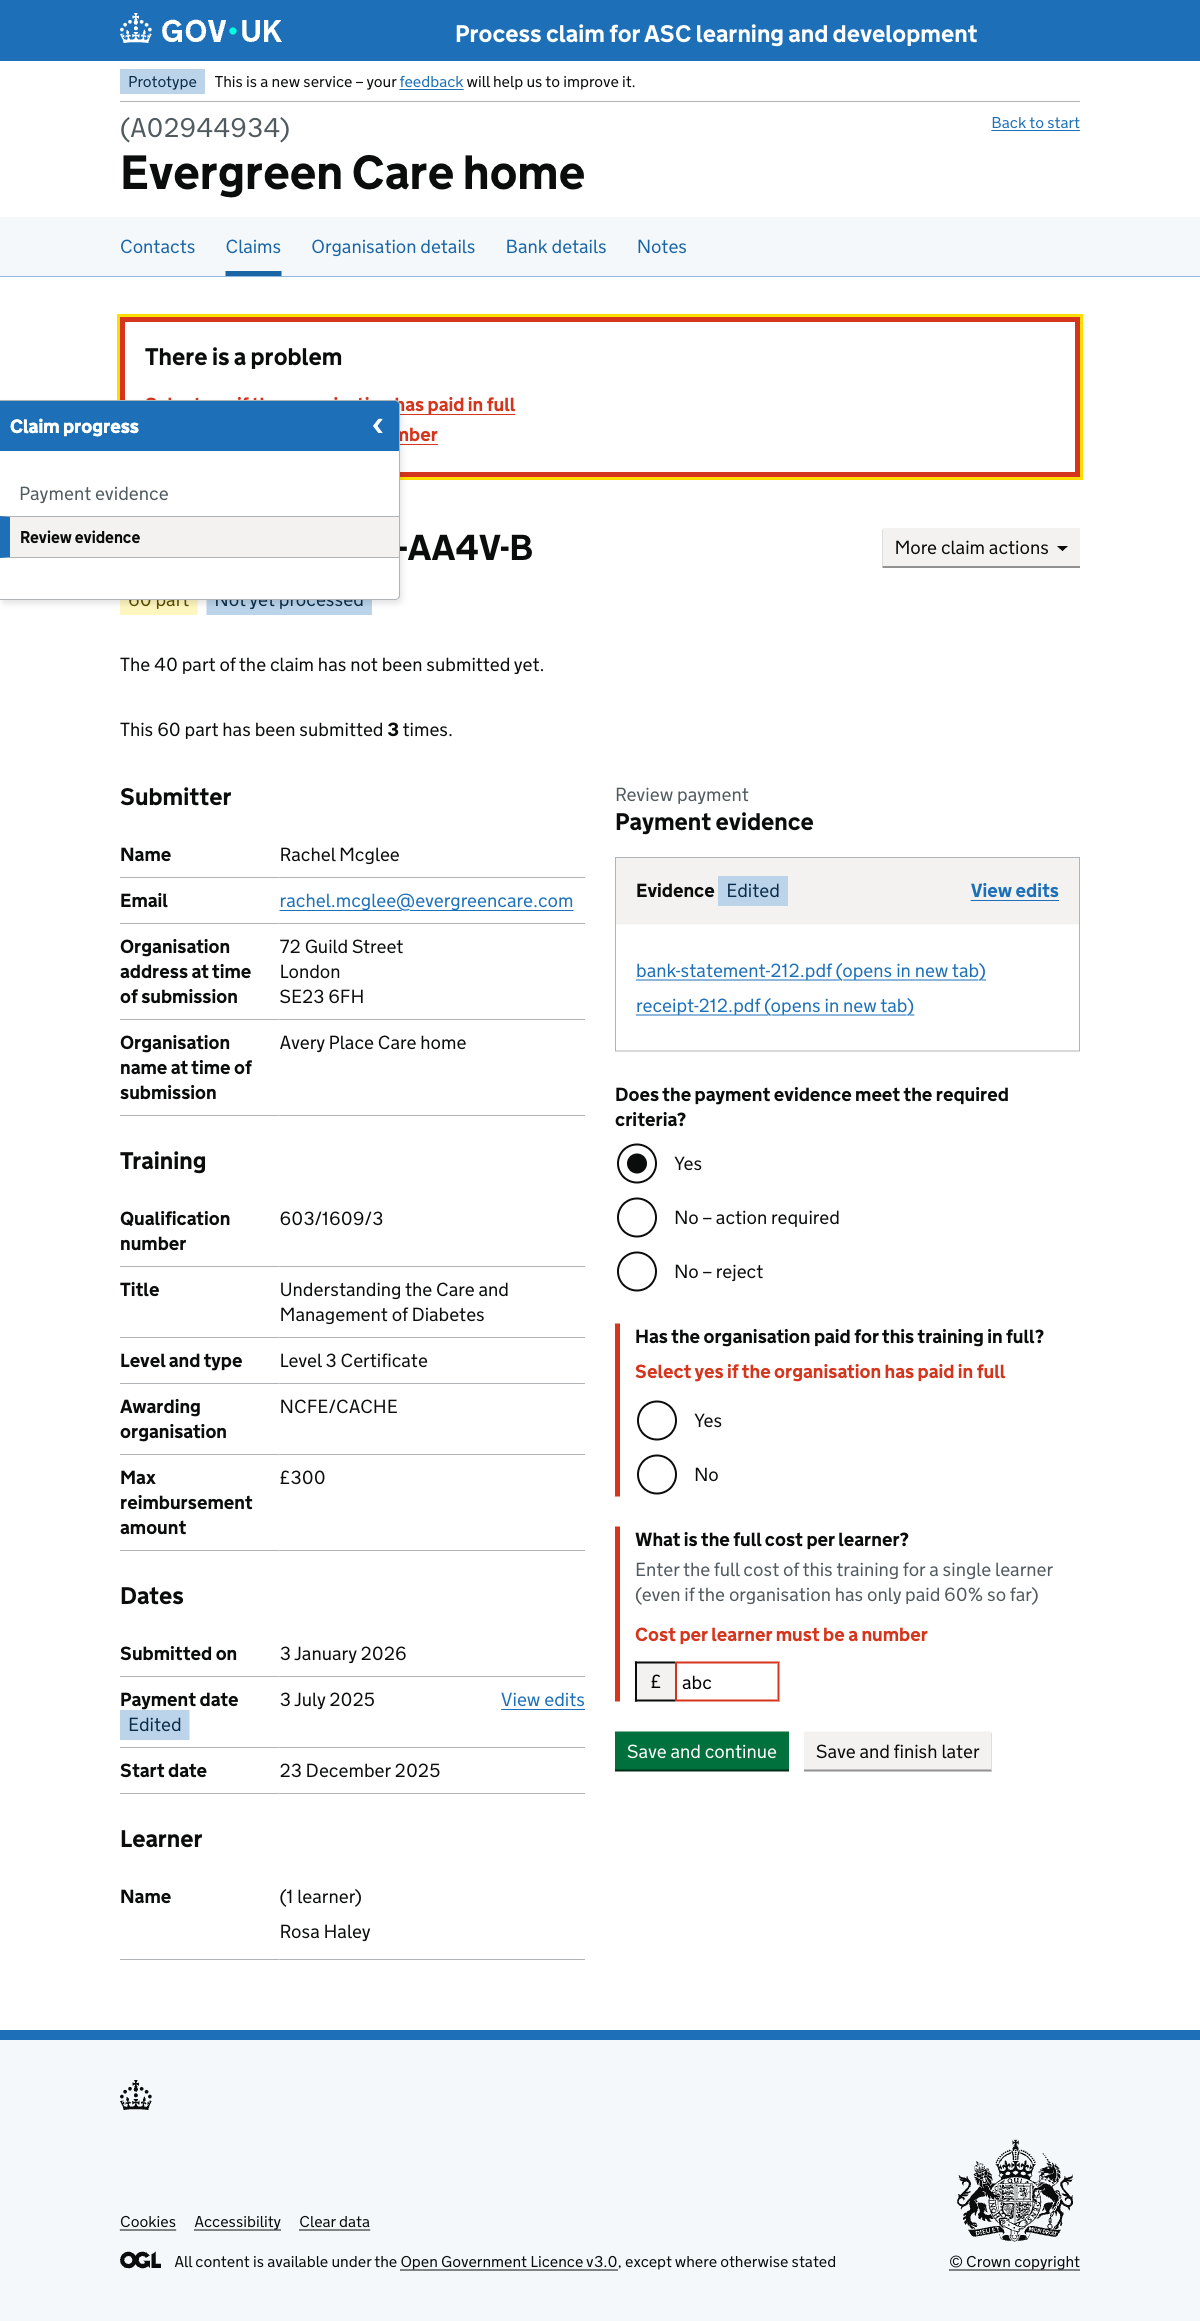 GOV·UK
Process claim for ASC learning and development
Prototype This is a new service – your feedback will help us to improve it.
(A02944934)
Back to start
Evergreen Care home
Contacts Claims Organisation details Bank details Notes
There is a problem
has paid in full
Claim progress
Payment evidence
Review evidence
-AA4V-B
More claim actions
60 part Not yet processed
The 40 part of the claim has not been submitted yet.
This 60 part has been submitted 3 times.
Submitter
Name Rachel Mcglee
Email rachel.mcglee@evergreencare.com
Organisation address at time of submission
72 Guild Street
London
SE23 6FH
Organisation name at time of submission
Avery Place Care home
Training
Qualification number
603/1609/3
Title
Understanding the Care and
Management of Diabetes
Level and type Level 3 Certificate
Awarding organisation
NCFE/CACHE
Max reimbursement amount
£300
Dates
Submitted on 3 January 2026
Payment date Edited
3 July 2025 View edits
Start date 23 December 2025
Learner
Name (1 learner)
Rosa Haley
Review payment
Payment evidence
Evidence Edited View edits
bank-statement-212.pdf (opens in new tab)
receipt-212.pdf (opens in new tab)
Does the payment evidence meet the required
criteria?
Yes
No – action required
No – reject
Has the organisation paid for this training in full?
Select yes if the organisation has paid in full
Yes
No
What is the full cost per learner?
Enter the full cost of this training for a single learner
(even if the organisation has only paid 60% so far)
Cost per learner must be a number
£ abc
Save and continue Save and finish later
Cookies Accessibility Clear data
OGL All content is available under the Open Government Licence v3.0, except where otherwise stated
© Crown copyright